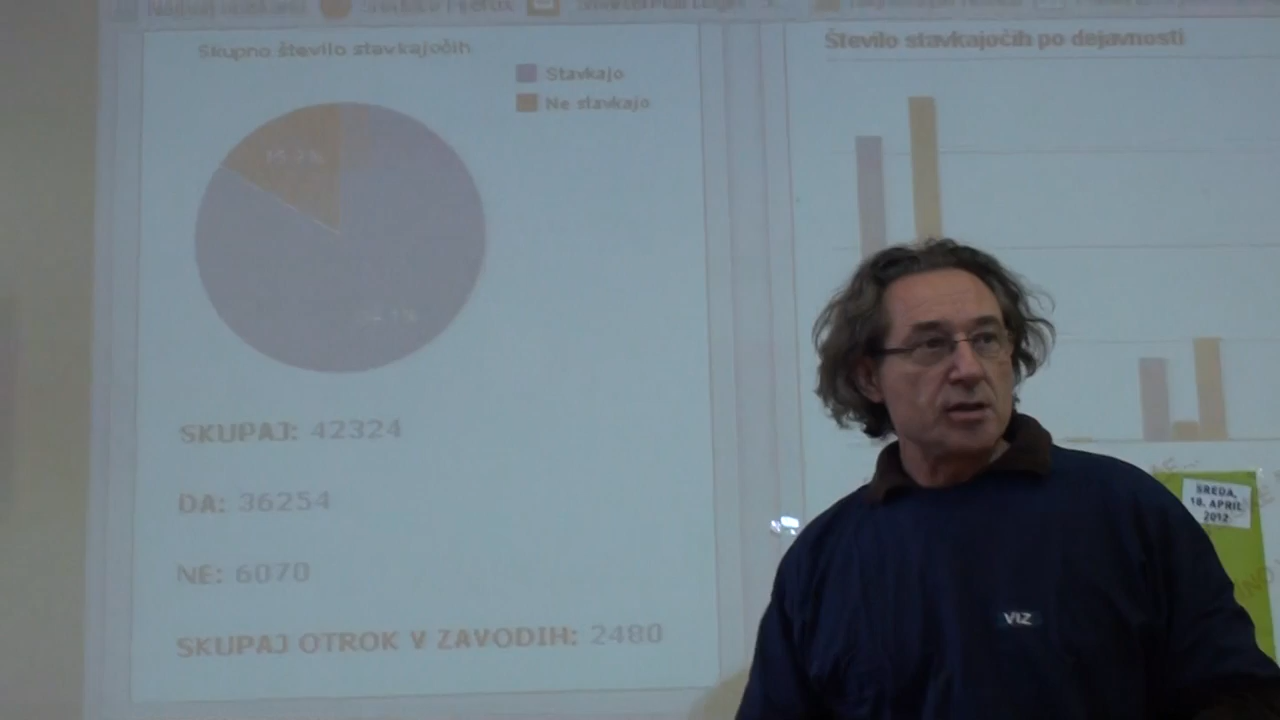 Skupno število stavkajočih
Stavkajo
Ne stavkajo
SKUPAJ: 42324
DA: 36254
NE: 6070
SKUPAJ OTROK V ZAVODIH: 2480
Število stavkajočih po dejavnosti
SREDA,
18. APRIL
2012
VIZ